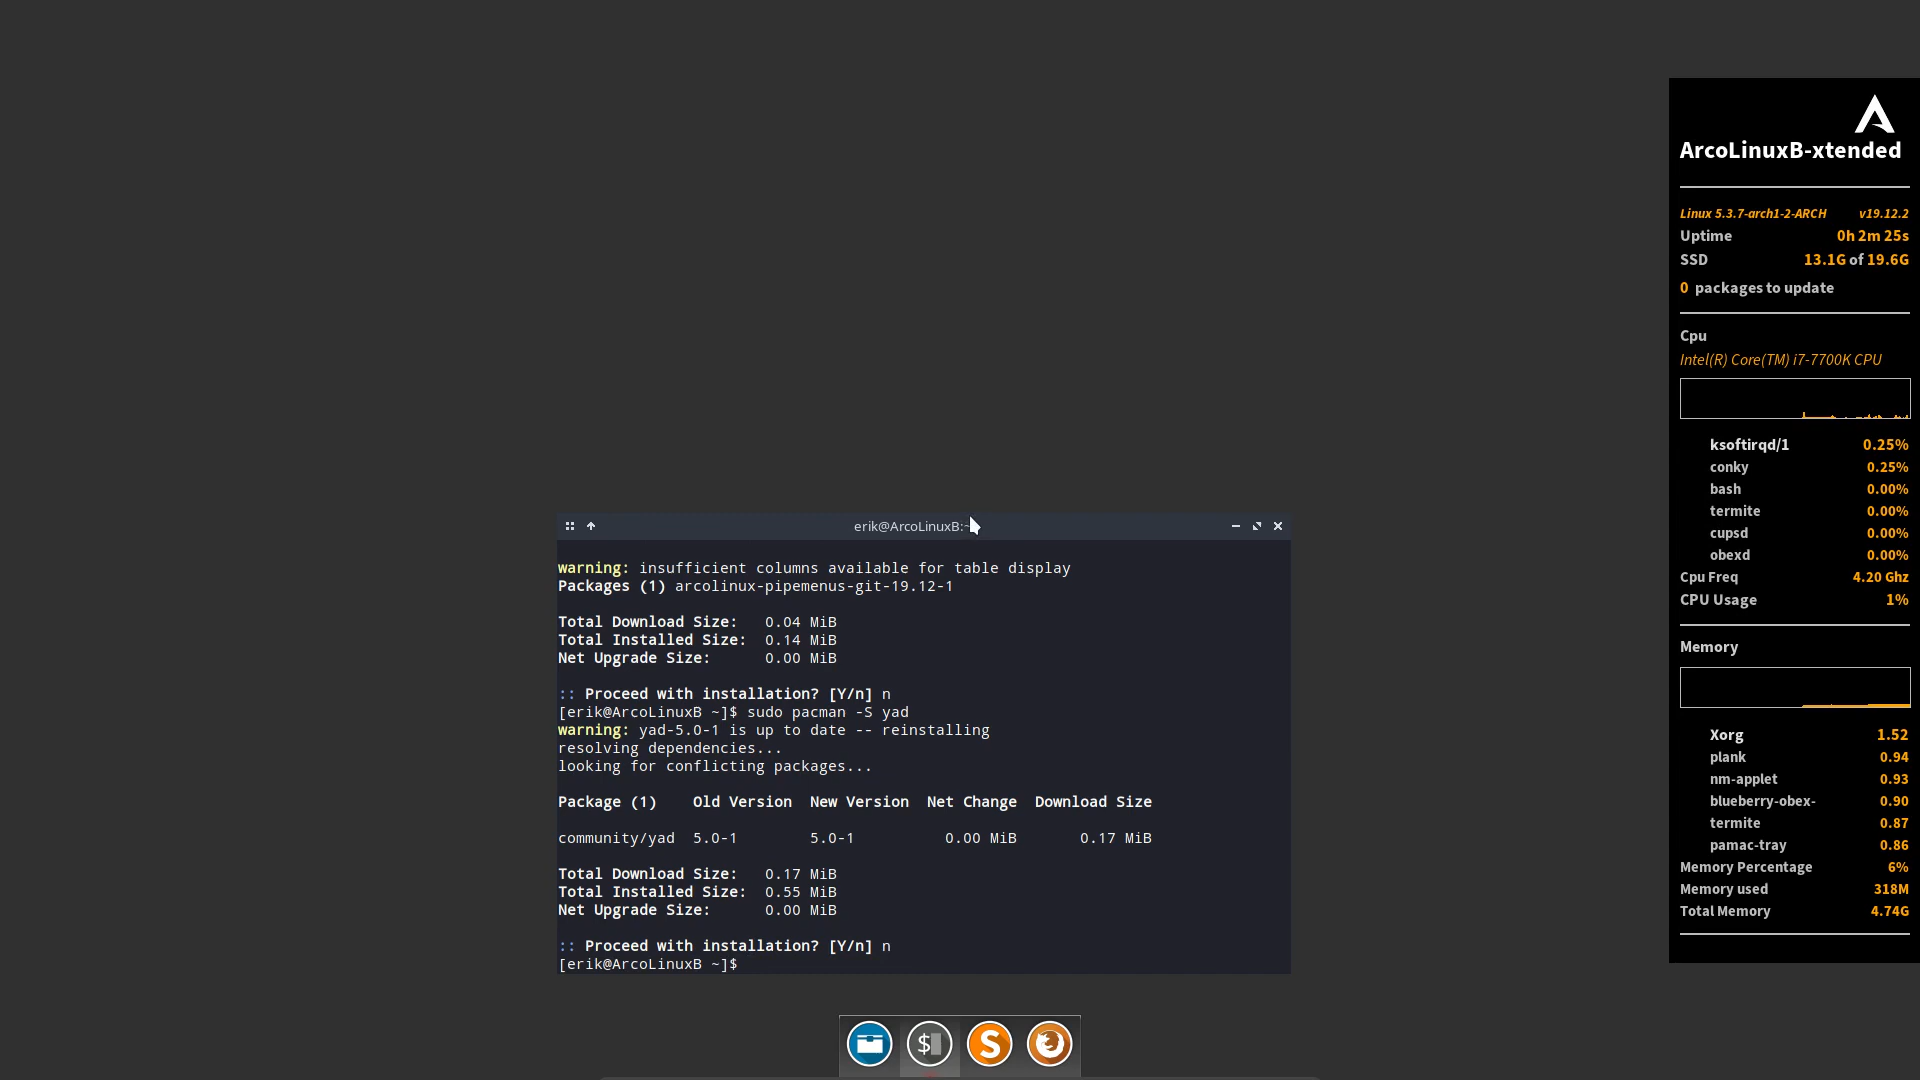 erik@ArcoLinuxB:~
warning: insufficient columns available for table display
Packages (1) arcolinux-pipemenus-git-19.12-1
Total Download Size:   0.04 MiB
Total Installed Size:  0.14 MiB
Net Upgrade Size:      0.00 MiB
:: Proceed with installation? [Y/n] n
[erik@ArcoLinuxB ~]$ sudo pacman -S yad
warning: yad-5.0-1 is up to date -- reinstalling
resolving dependencies...
looking for conflicting packages...
Package (1)    Old Version  New Version  Net Change  Download Size
community/yad  5.0-1        5.0-1          0.00 MiB       0.17 MiB
Total Download Size:   0.17 MiB
Total Installed Size:  0.55 MiB
Net Upgrade Size:      0.00 MiB
:: Proceed with installation? [Y/n] n
[erik@ArcoLinuxB ~]$
$
S
ArcoLinuxB-xtended
Linux 5.3.7-arch1-2-ARCH v19.12.2
Uptime 0h 2m 25s
SSD 13.1G of 19.6G
0 packages to update
Cpu
Intel(R) Core(TM) i7-7700K CPU
ksoftirqd/1 0.25%
conky 0.25%
bash 0.00%
termite 0.00%
cupsd 0.00%
obexd 0.00%
Cpu Freq 4.20 Ghz
CPU Usage 1%
Memory
Xorg 1.52
plank 0.94
nm-applet 0.93
blueberry-obex- 0.90
termite 0.87
pamac-tray 0.86
Memory Percentage 6%
Memory used 318M
Total Memory 4.74G